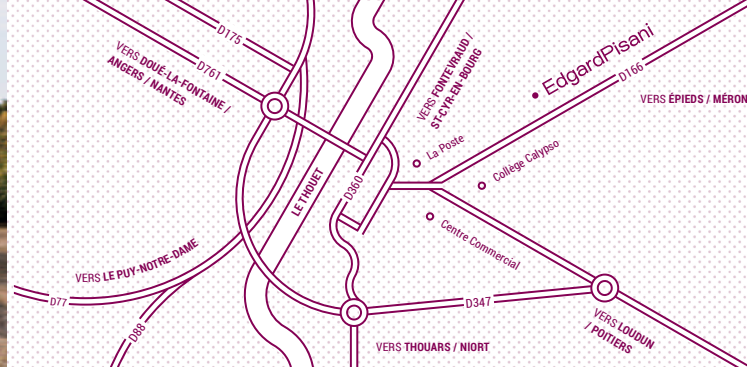 D175
D761
VERS DOUÉ-LA-FONTAINE /
ANGERS / NANTES
VERS FONTEVRAUD /
ST-CYR-EN-BOURG
EdgardPisani
D166
VERS ÉPIEDS / MÉRON
La Poste
Collège Calypso
LE THOUET
D360
Centre Commercial
VERS LE PUY-NOTRE-DAME
D77
D88
D347
VERS LOUDUN
/ POITIERS
VERS THOUARS / NIORT